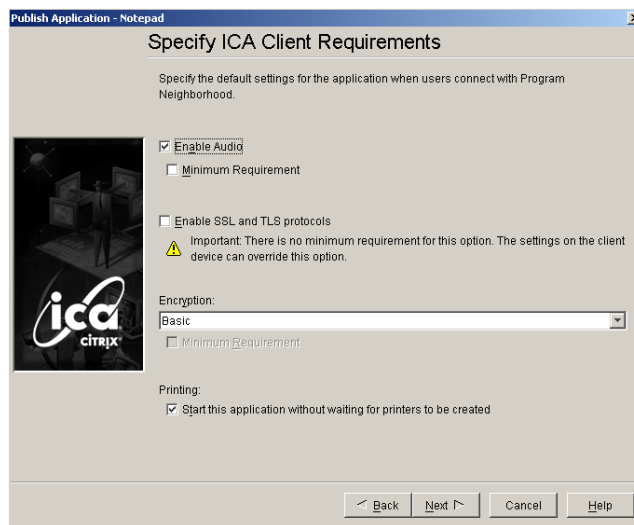 Publish Application - Notepad
Specify ICA Client Requirements
Specify the default settings for the application when users connect with Program
Neighborhood.
Enable Audio
Minimum Requirement
Enable SSL and TLS protocols
Important: There is no minimum requirement for this option. The settings on the client
device can override this option.
Encryption:
Basic
Minimum Requirement
ica
CITRIX
Printing:
Start this application without waiting for printers to be created
Back Next Cancel Help